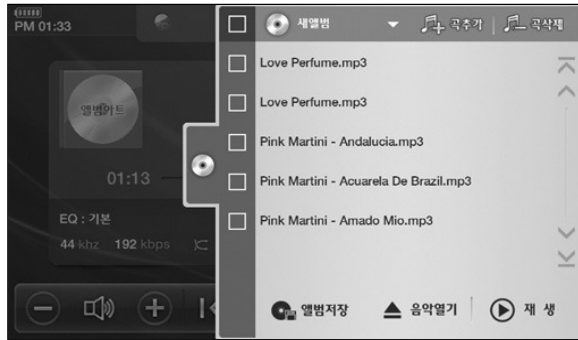 PM 01:33
새앨범
곡추가
곡삭제
Love Perfume.mp3
Love Perfume.mp3
앨범아트
Pink Martini - Andalucia.mp3
01:13
Pink Martini - Acuarela De Brazil.mp3
EQ : 기본
Pink Martini - Amado Mio.mp3
44 khz 192 kbps
앨범저장
음악열기
재 생